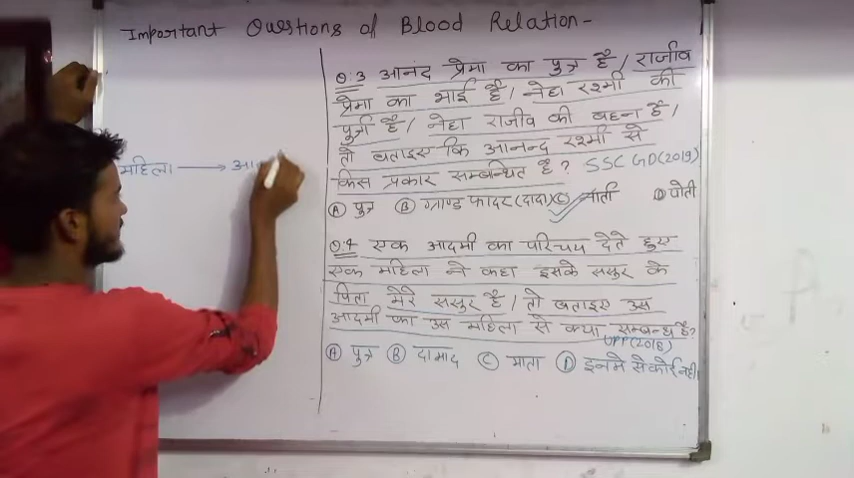 Important Questions of Blood Relation -
महिला → आ
Q.3 आनंद प्रेमा का पुत्र है / राजीव
प्रेमा का भाई है / नेहा रश्मी की
पुत्री है / नेहा राजीव की बहन है /
तो बताइए कि आनन्द रश्मी से
किस प्रकार सम्बन्धित है ? SSC GD(2019)
(A) पुत्र (B) ग्राण्ड फादर (दादा) (C) नाती (D) पोती
Q.4 एक आदमी का परिचय देते हुए
एक महिला ने कहा इसके ससुर के
पिता मेरे ससुर है / तो बताइए उस
आदमी का उस महिला से क्या सम्बन्ध है?
UPP(2018)
(A) पुत्र (B) दामाद (C) माता (D) इनमे से कोई नही